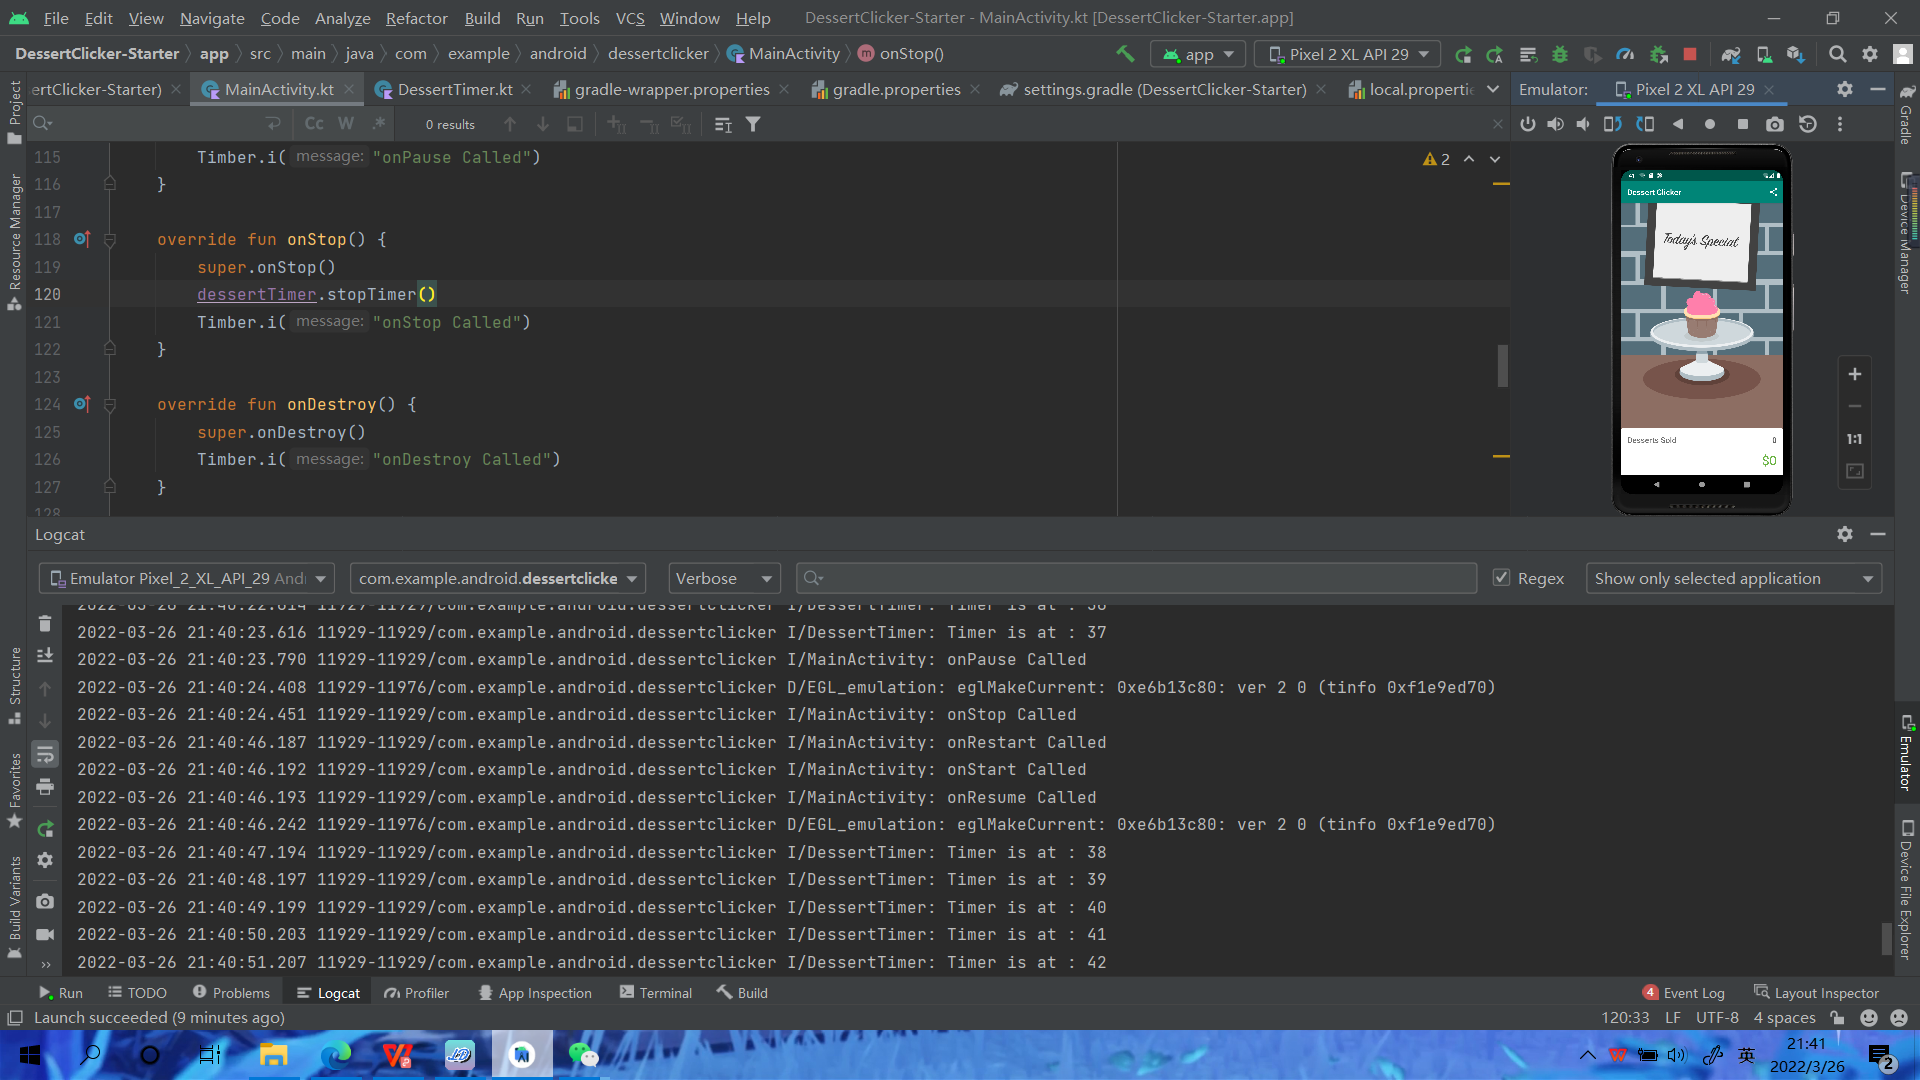 File Edit View Navigate Code Analyze Refactor Build Run Tools VCS Window Help DessertClicker-Starter - MainActivity.kt [DessertClicker-Starter.app]
DessertClicker-Starter app src main java com example android dessertclicker MainActivity onStop() app Pixel 2 XL API 29
ertClicker-Starter) MainActivity.kt DessertTimer.kt gradle-wrapper.properties gradle.properties settings.gradle (DessertClicker-Starter) local.properti Emulator: Pixel 2 XL API 29
Cc W .* 0 results
115 Timber.i( message: "onPause Called")
2
116 }
117
118 override fun onStop() {
119 super.onStop()
120 dessertTimer.stopTimer()
121 Timber.i( message: "onStop Called")
122 }
123
124 override fun onDestroy() {
125 super.onDestroy()
126 Timber.i( message: "onDestroy Called")
127 }
128
Dessert Clicker
Today's Special
Desserts Sold 0
$0
1:1
Project
Resource Manager
Structure
Favorites
Build Variants
Gradle
Device Manager
Emulator
Device File Explorer
Logcat
Emulator Pixel_2_XL_API_29 And com.example.android.dessertclicke Verbose Regex Show only selected application
2022-03-26 21:40:22.614 11929-11929/com.example.android.dessertclicker I/DessertTimer: Timer is at : 36
2022-03-26 21:40:23.616 11929-11929/com.example.android.dessertclicker I/DessertTimer: Timer is at : 37
2022-03-26 21:40:23.790 11929-11929/com.example.android.dessertclicker I/MainActivity: onPause Called
2022-03-26 21:40:24.408 11929-11976/com.example.android.dessertclicker D/EGL_emulation: eglMakeCurrent: 0xe6b13c80: ver 2 0 (tinfo 0xf1e9ed70)
2022-03-26 21:40:24.451 11929-11929/com.example.android.dessertclicker I/MainActivity: onStop Called
2022-03-26 21:40:46.187 11929-11929/com.example.android.dessertclicker I/MainActivity: onRestart Called
2022-03-26 21:40:46.192 11929-11929/com.example.android.dessertclicker I/MainActivity: onStart Called
2022-03-26 21:40:46.193 11929-11929/com.example.android.dessertclicker I/MainActivity: onResume Called
2022-03-26 21:40:46.242 11929-11976/com.example.android.dessertclicker D/EGL_emulation: eglMakeCurrent: 0xe6b13c80: ver 2 0 (tinfo 0xf1e9ed70)
2022-03-26 21:40:47.194 11929-11929/com.example.android.dessertclicker I/DessertTimer: Timer is at : 38
2022-03-26 21:40:48.197 11929-11929/com.example.android.dessertclicker I/DessertTimer: Timer is at : 39
2022-03-26 21:40:49.199 11929-11929/com.example.android.dessertclicker I/DessertTimer: Timer is at : 40
2022-03-26 21:40:50.203 11929-11929/com.example.android.dessertclicker I/DessertTimer: Timer is at : 41
2022-03-26 21:40:51.207 11929-11929/com.example.android.dessertclicker I/DessertTimer: Timer is at : 42
Run TODO Problems Logcat Profiler App Inspection Terminal Build 4 Event Log Layout Inspector
Launch succeeded (9 minutes ago) 120:33 LF UTF-8 4 spaces
英 21:41
2022/3/26 2